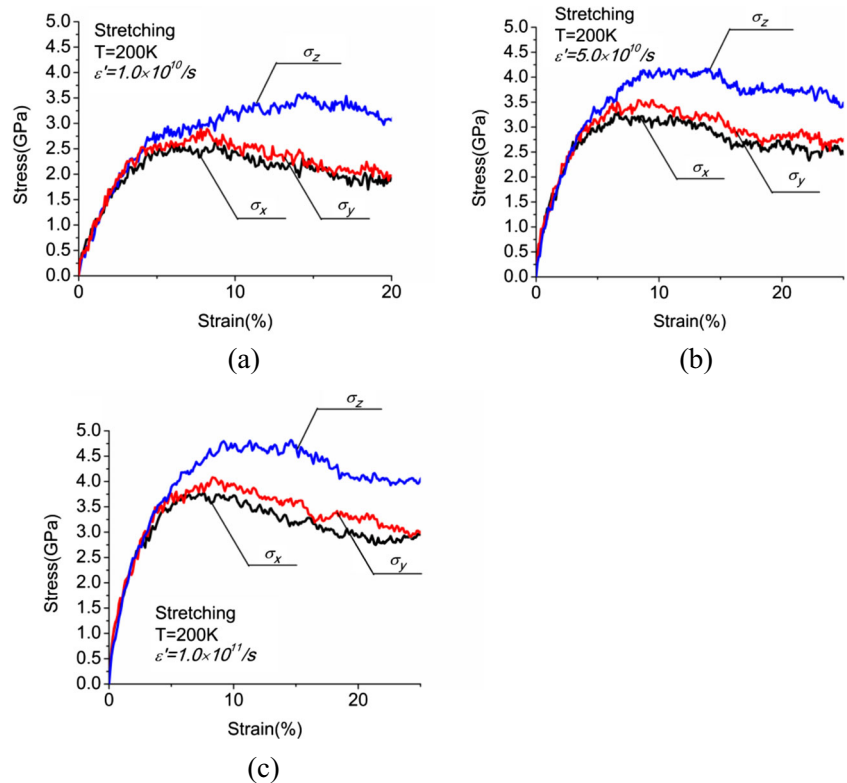 Stretching
T=200K
ε'=1.0×10¹⁰/s
σz
σx
σy
Stress(GPa)
5.0
4.5
4.0
3.5
3.0
2.5
2.0
1.5
1.0
0.5
0.0
0 10 20
Strain(%)
(a)
Stretching
T=200K
ε'=5.0×10¹⁰/s
σz
σx
σy
Stress(GPa)
5.0
4.5
4.0
3.5
3.0
2.5
2.0
1.5
1.0
0.5
0.0
0 10 20
Strain(%)
(b)
σz
σx
σy
Stretching
T=200K
ε'=1.0×10¹¹/s
Stress(GPa)
5.0
4.5
4.0
3.5
3.0
2.5
2.0
1.5
1.0
0.5
0.0
0 10 20
Strain(%)
(c)